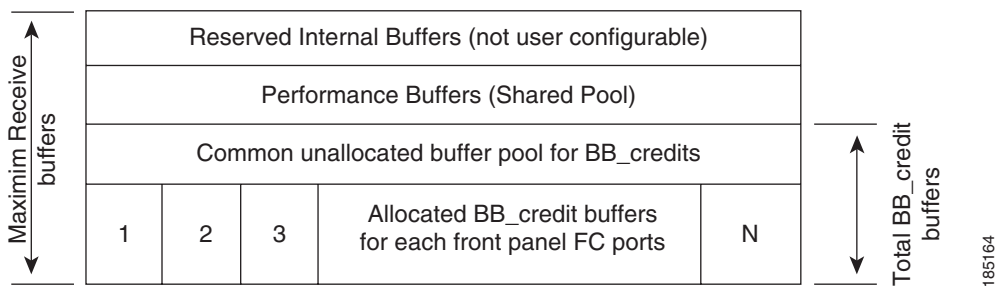 Maximim Receive
buffers
Reserved Internal Buffers (not user configurable)
Performance Buffers (Shared Pool)
Common unallocated buffer pool for BB_credits
1
2
3
Allocated BB_credit buffers
for each front panel FC ports
N
Total BB_credit
buffers
185164